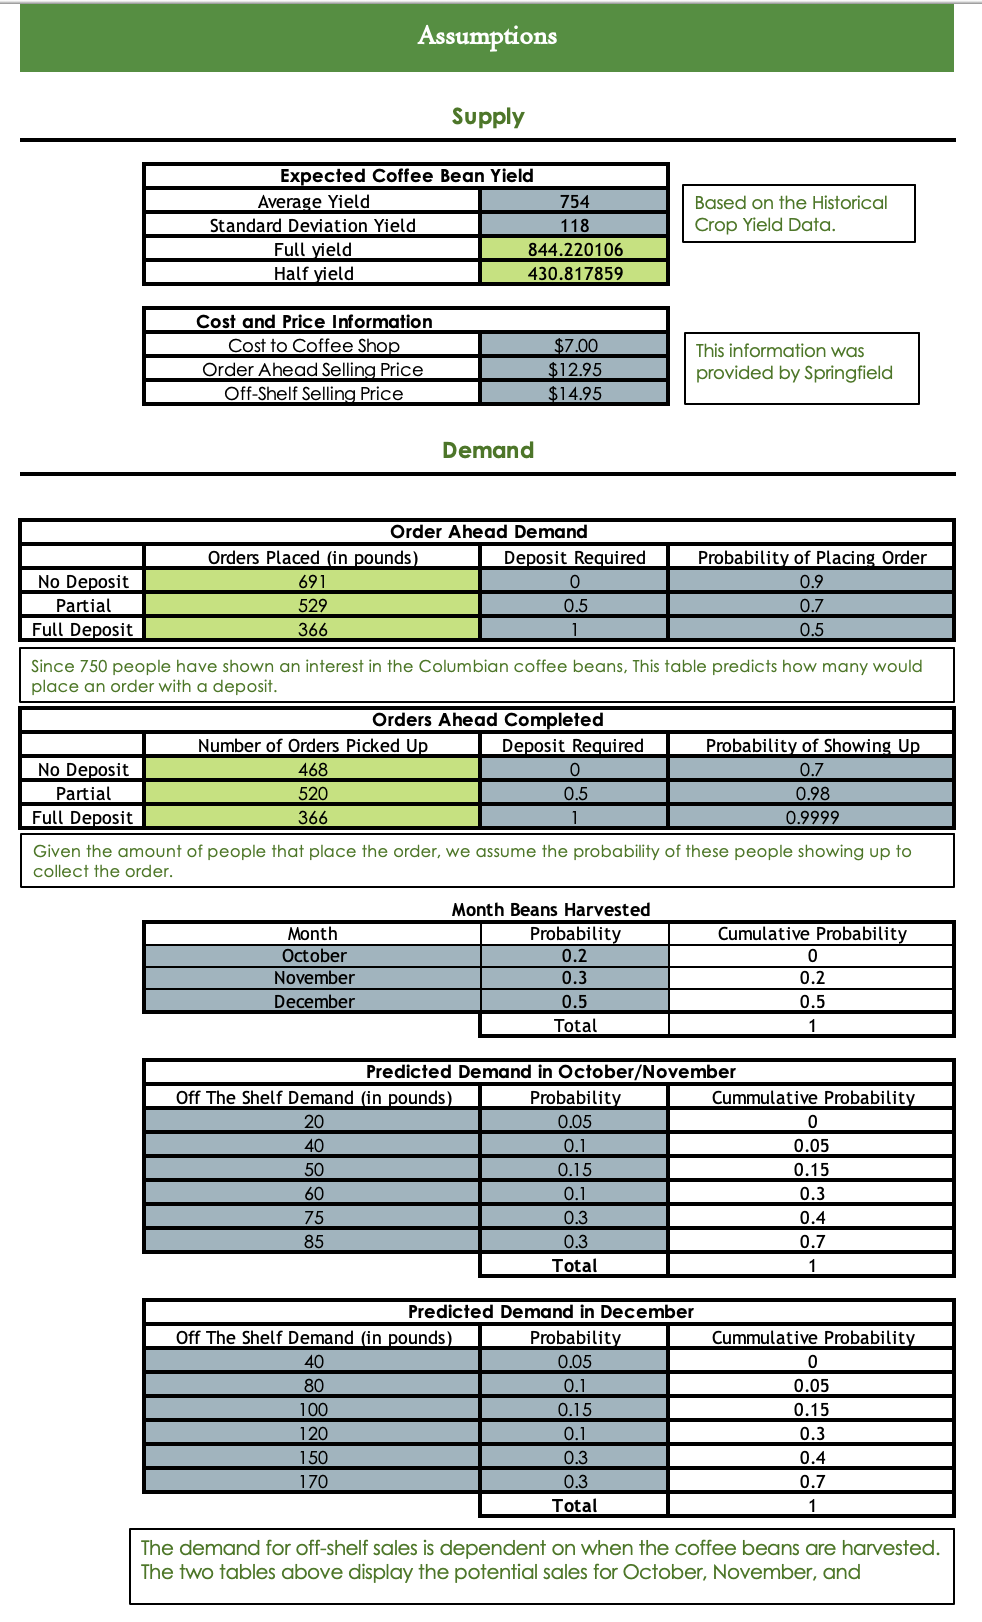 Assumptions
Supply
Expected Coffee Bean Yield
Average Yield 754
Standard Deviation Yield 118
Full yield 844.220106
Half yield 430.817859
Based on the Historical
Crop Yield Data.
Cost and Price Information
Cost to Coffee Shop $7.00
Order Ahead Selling Price $12.95
Off-Shelf Selling Price $14.95
This information was
provided by Springfield
Demand
Order Ahead Demand
Orders Placed (in pounds) Deposit Required Probability of Placing Order
No Deposit 691 0 0.9
Partial 529 0.5 0.7
Full Deposit 366 1 0.5
Since 750 people have shown an interest in the Columbian coffee beans, This table predicts how many would
place an order with a deposit.
Orders Ahead Completed
Number of Orders Picked Up Deposit Required Probability of Showing Up
No Deposit 468 0 0.7
Partial 520 0.5 0.98
Full Deposit 366 1 0.9999
Given the amount of people that place the order, we assume the probability of these people showing up to
collect the order.
Month Beans Harvested
Month Probability Cumulative Probability
October 0.2 0
November 0.3 0.2
December 0.5 0.5
Total 1
Predicted Demand in October/November
Off The Shelf Demand (in pounds) Probability Cummulative Probability
20 0.05 0
40 0.1 0.05
50 0.15 0.15
60 0.1 0.3
75 0.3 0.4
85 0.3 0.7
Total 1
Predicted Demand in December
Off The Shelf Demand (in pounds) Probability Cummulative Probability
40 0.05 0
80 0.1 0.05
100 0.15 0.15
120 0.1 0.3
150 0.3 0.4
170 0.3 0.7
Total 1
The demand for off-shelf sales is dependent on when the coffee beans are harvested.
The two tables above display the potential sales for October, November, and